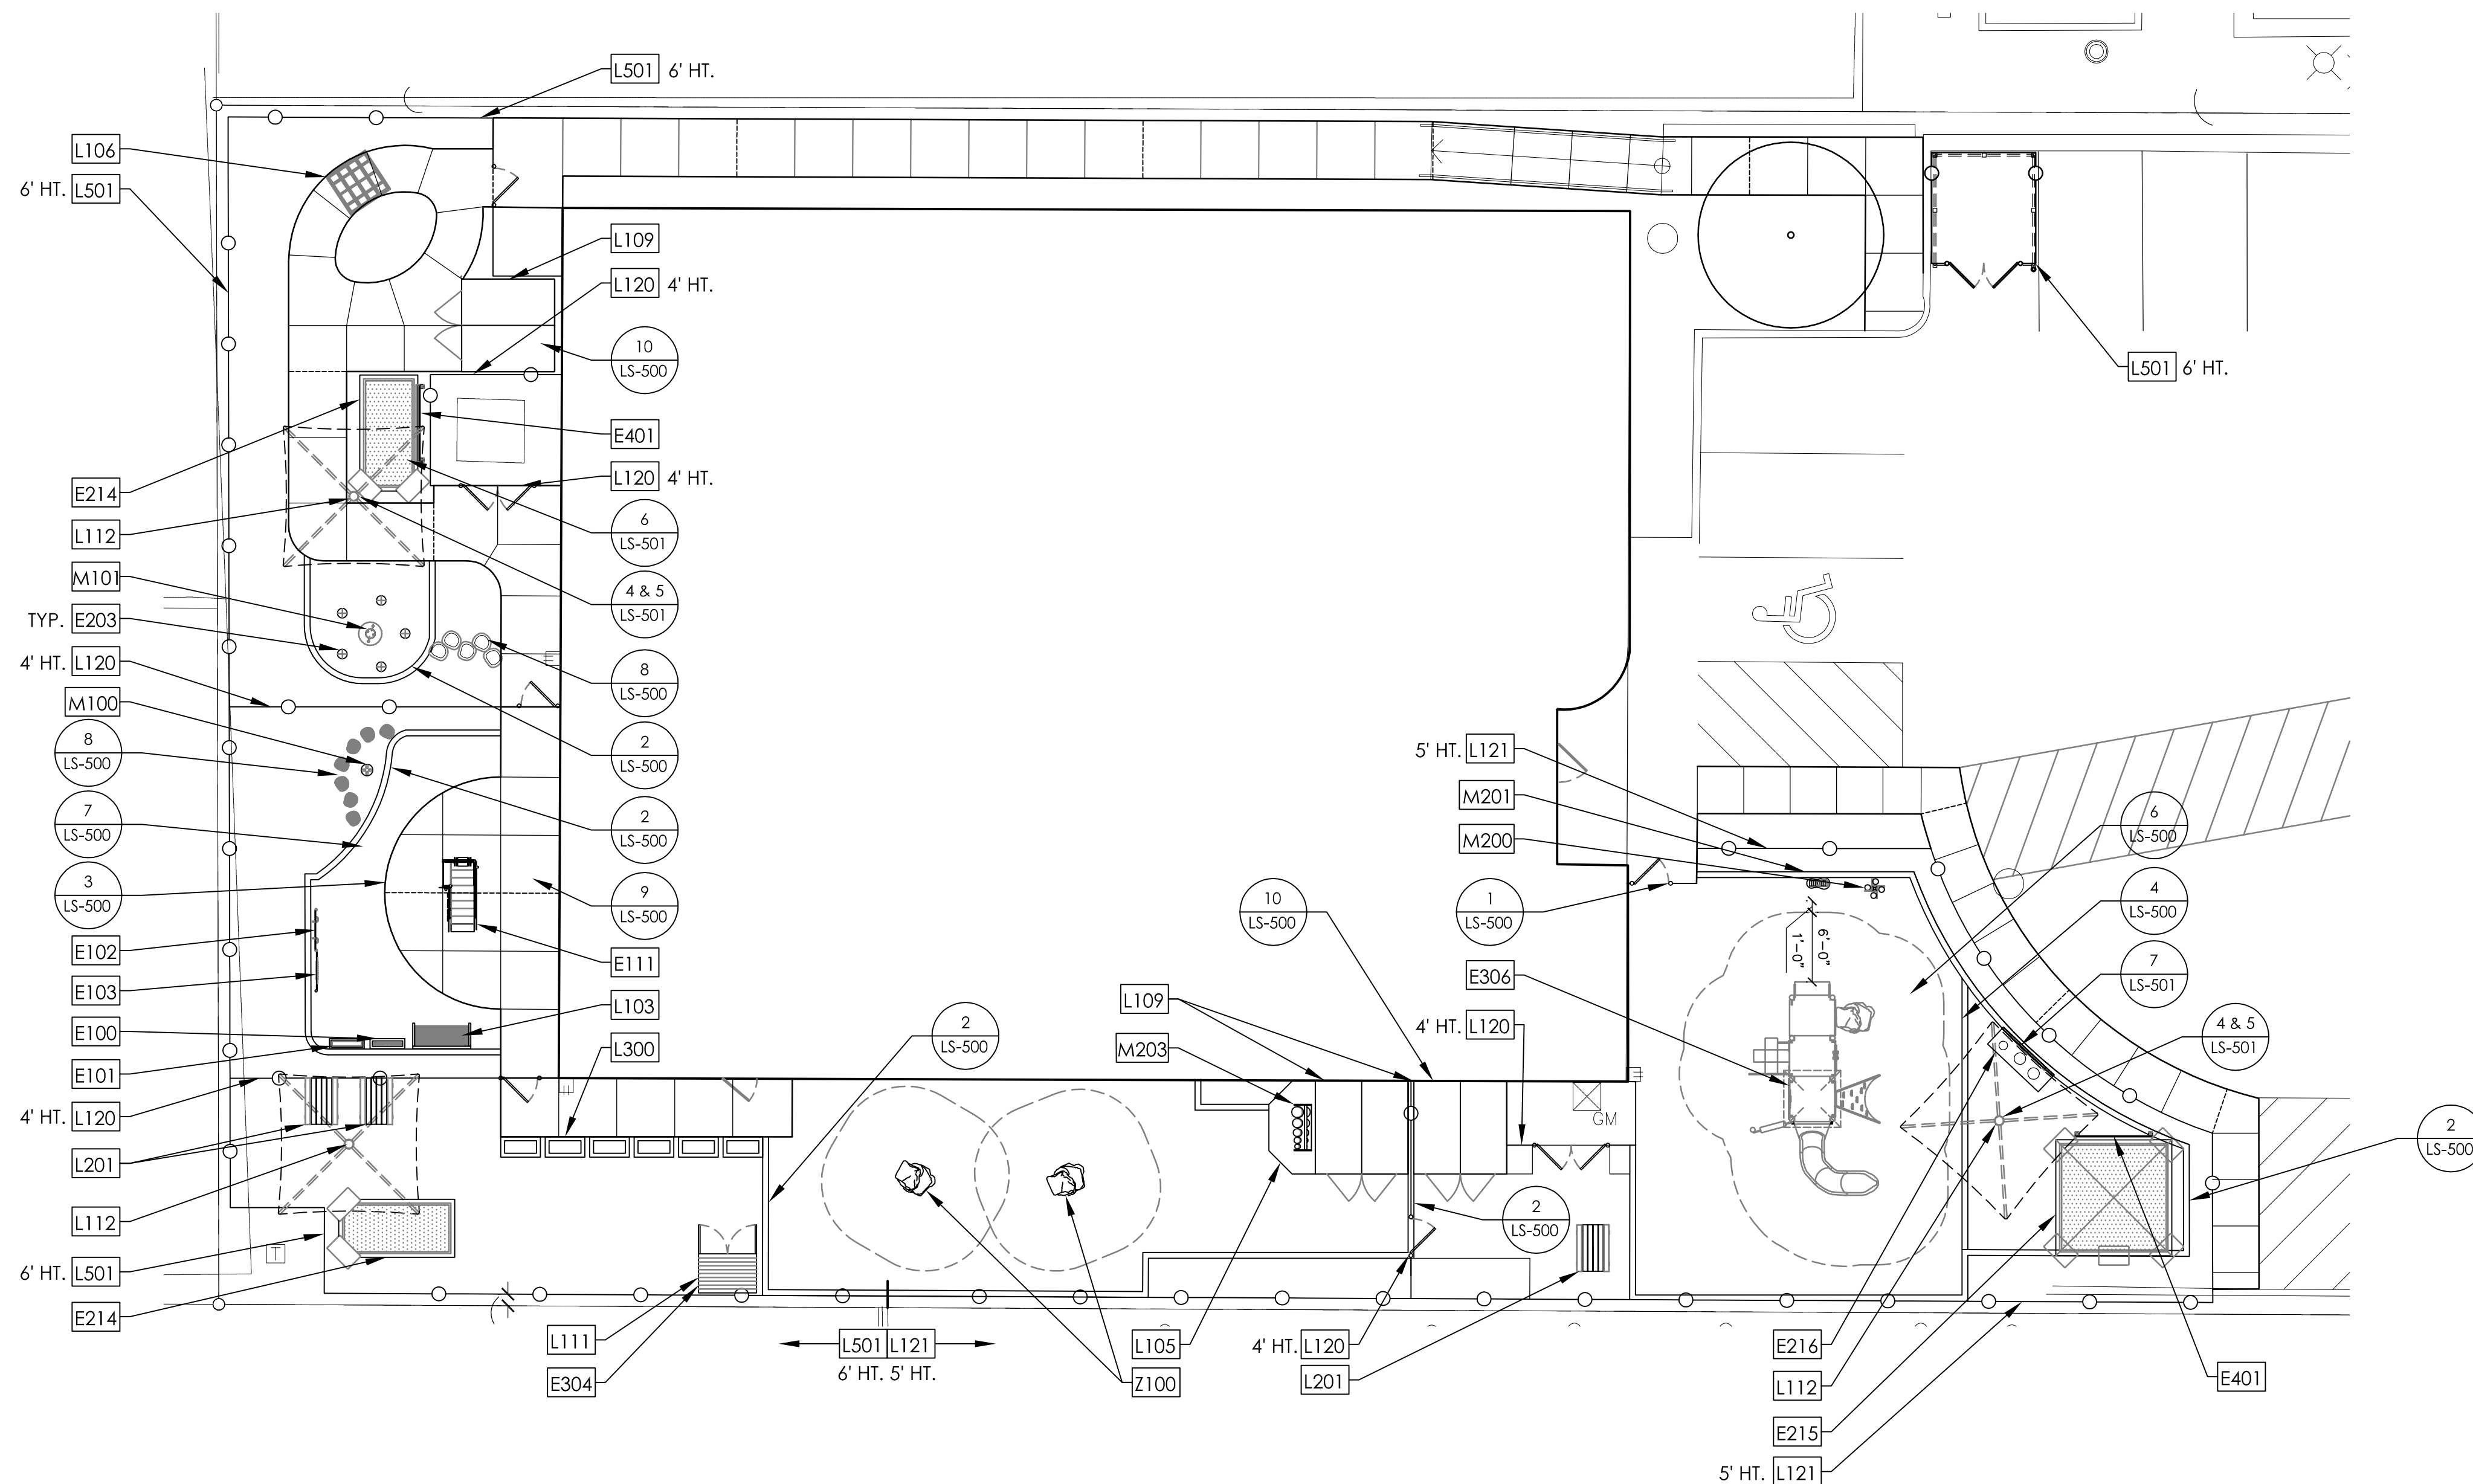 L501 6' HT.
L106
6' HT. L501
L109
L120 4' HT.
10
LS-500
L501 6' HT.
E401
L120 4' HT.
E214
6
LS-501
L112
4 & 5
LS-501
M101
TYP. E203
4' HT. L120
8
LS-500
M100
8
LS-500
2
LS-500
5' HT. L121
M201
2
LS-500
7
LS-500
M200
6
LS-500
3
LS-500
9
LS-500
10
LS-500
1
LS-500
4
LS-500
E102
E111
1'-0"
6'-0"
E103
L103
L109
E306
7
LS-501
E100
L300
M203
2
LS-500
4' HT. L120
4 & 5
LS-501
E101
4' HT. L120
GM
2
LS-500
L201
L112
2
LS-500
T
6' HT. L501
E214
L111
L501 L121
6' HT. 5' HT.
L105
4' HT. L120
E216
E304
Z100
L201
L112
E401
E215
5' HT. L121